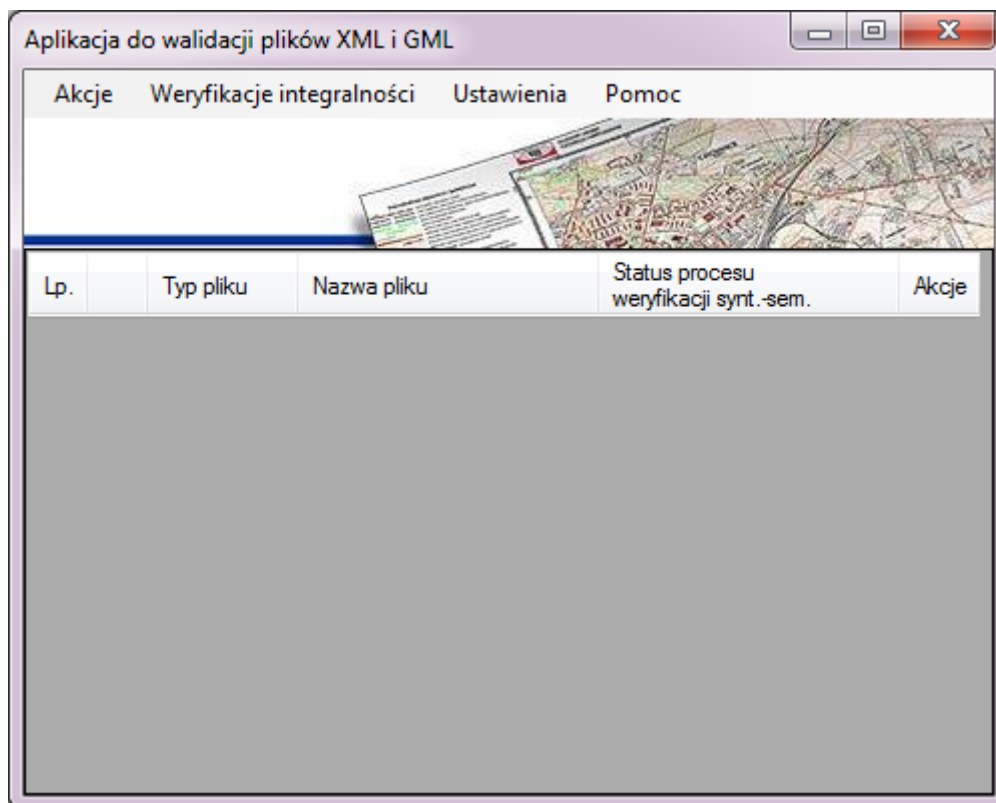 Aplikacja do walidacji plików XML i GML
Akcje Weryfikacje integralności Ustawienia Pomoc
Lp. Typ pliku Nazwa pliku Status procesu weryfikacji synt.-sem. Akcje